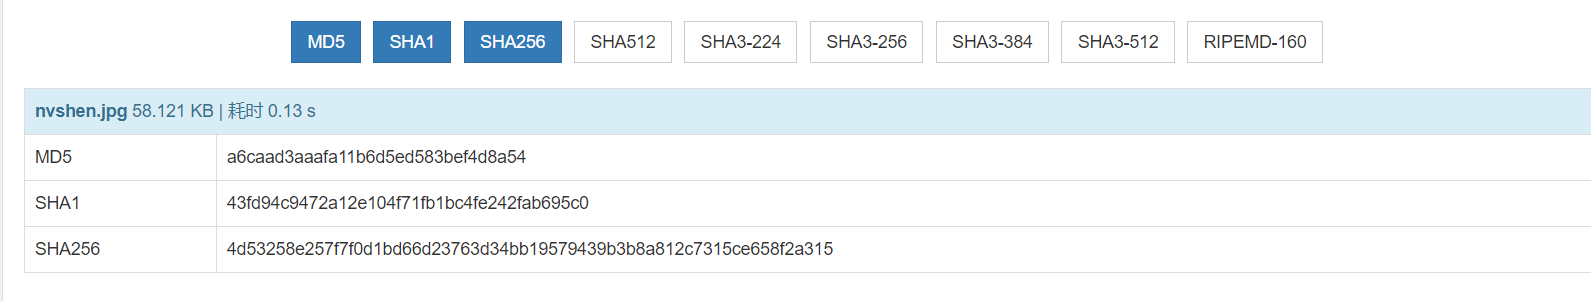 MD5 SHA1 SHA256 SHA512 SHA3-224 SHA3-256 SHA3-384 SHA3-512 RIPEMD-160
nvshen.jpg 58.121 KB | 耗时 0.13 s
MD5 a6caad3aaafa11b6d5ed583bef4d8a54
SHA1 43fd94c9472a12e104f71fb1bc4fe242fab695c0
SHA256 4d53258e257f7f0d1bd66d23763d34bb19579439b3b8a812c7315ce658f2a315